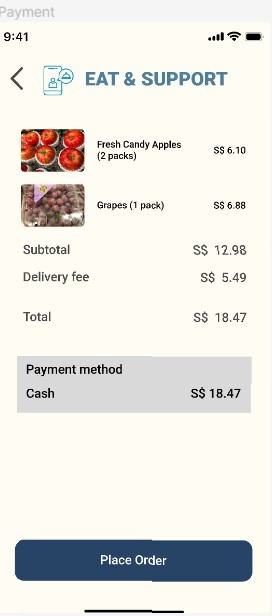 Payment
9:41
EAT & SUPPORT
Fresh Candy Apples
(2 packs)
S$ 6.10
Grapes (1 pack)
S$ 6.88
Subtotal S$ 12.98
Delivery fee S$ 5.49
Total S$ 18.47
Payment method
Cash S$ 18.47
Place Order